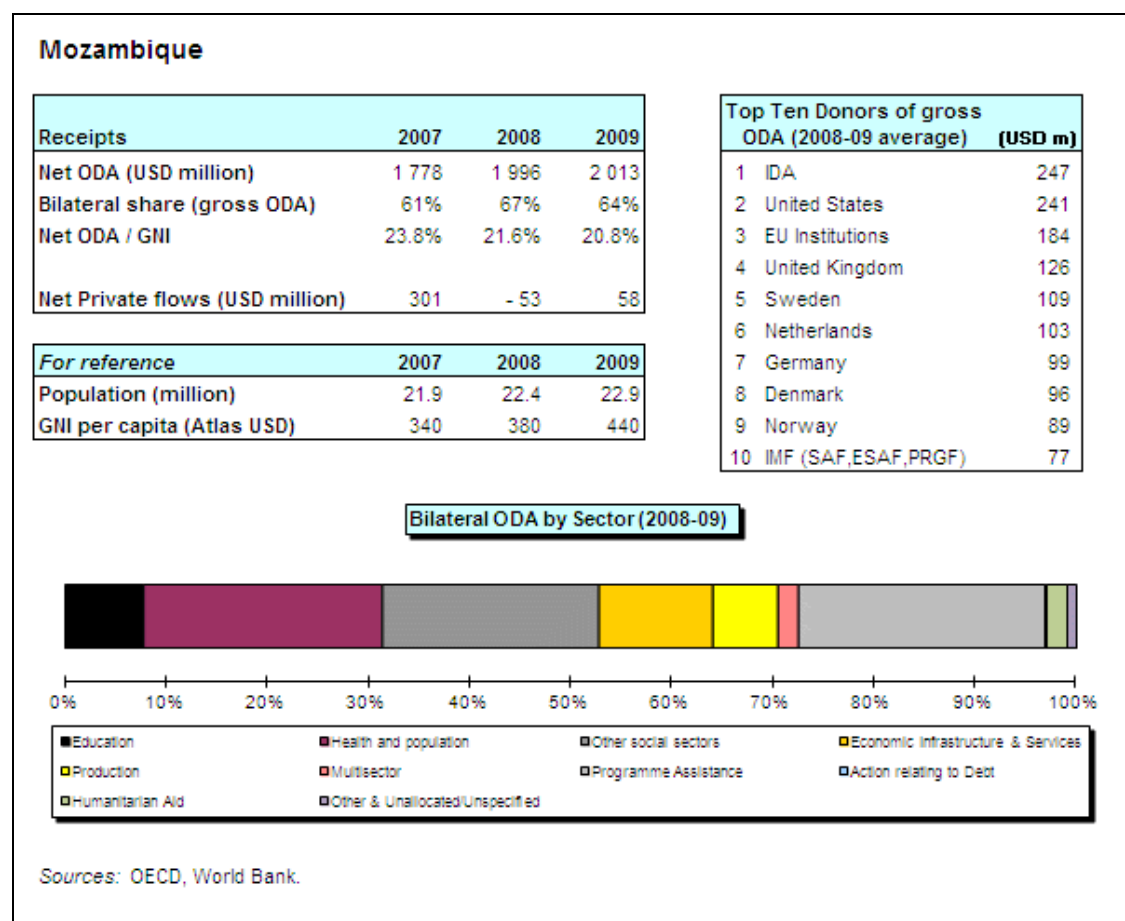 Mozambique
Receipts 2007 2008 2009
Net ODA (USD million) 1 778 1 996 2 013
Bilateral share (gross ODA) 61% 67% 64%
Net ODA / GNI 23.8% 21.6% 20.8%
Net Private flows (USD million) 301 - 53 58
For reference 2007 2008 2009
Population (million) 21.9 22.4 22.9
GNI per capita (Atlas USD) 340 380 440
Top Ten Donors of gross
ODA (2008-09 average) (USD m)
1 IDA 247
2 United States 241
3 EU Institutions 184
4 United Kingdom 126
5 Sweden 109
6 Netherlands 103
7 Germany 99
8 Denmark 96
9 Norway 89
10 IMF (SAF,ESAF,PRGF) 77
Bilateral ODA by Sector (2008-09)
0% 10% 20% 30% 40% 50% 60% 70% 80% 90% 100%
Education Health and population Other social sectors Economic Infrastructure & Services
Production Multisector Programme Assistance Action relating to Debt
Humanitarian Aid Other & Unallocated/Unspecified
Sources: OECD, World Bank.